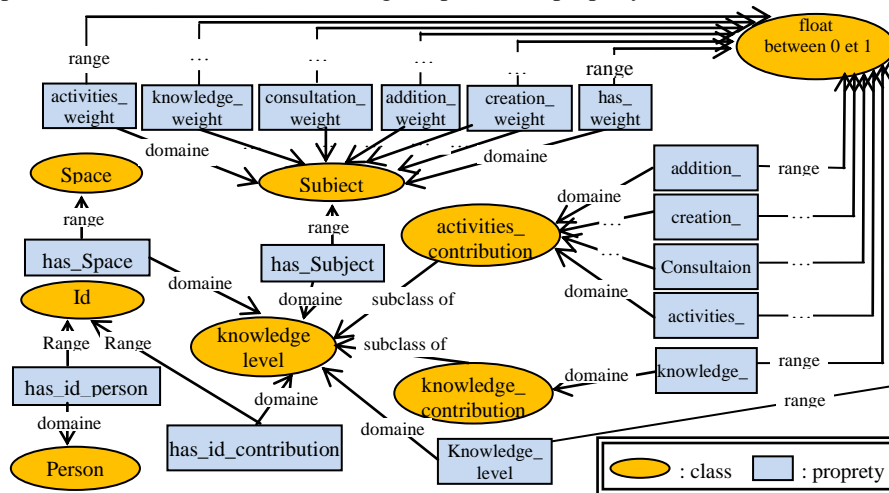 float
between 0 et 1
range
…
…
…
…
range
activities_
weight
knowledge_
weight
consultation_
weight
addition_
weight
creation_
weight
has_
weight
domaine
…
…
…
…
domaine
Space
Subject
range
range
has_Space
has_Subject
domaine
domaine
activities_
contribution
domaine
…
…
domaine
addition_
creation_
Consultaion
activities_
range
…
…
…
Id
subclass of
knowledge
level
subclass of
Range
Range
has_id_person
domaine
knowledge_
contribution
domaine
knowledge_
range
domaine
domaine
has_id_contribution
Knowledge_
level
range
Person
: class
: proprety